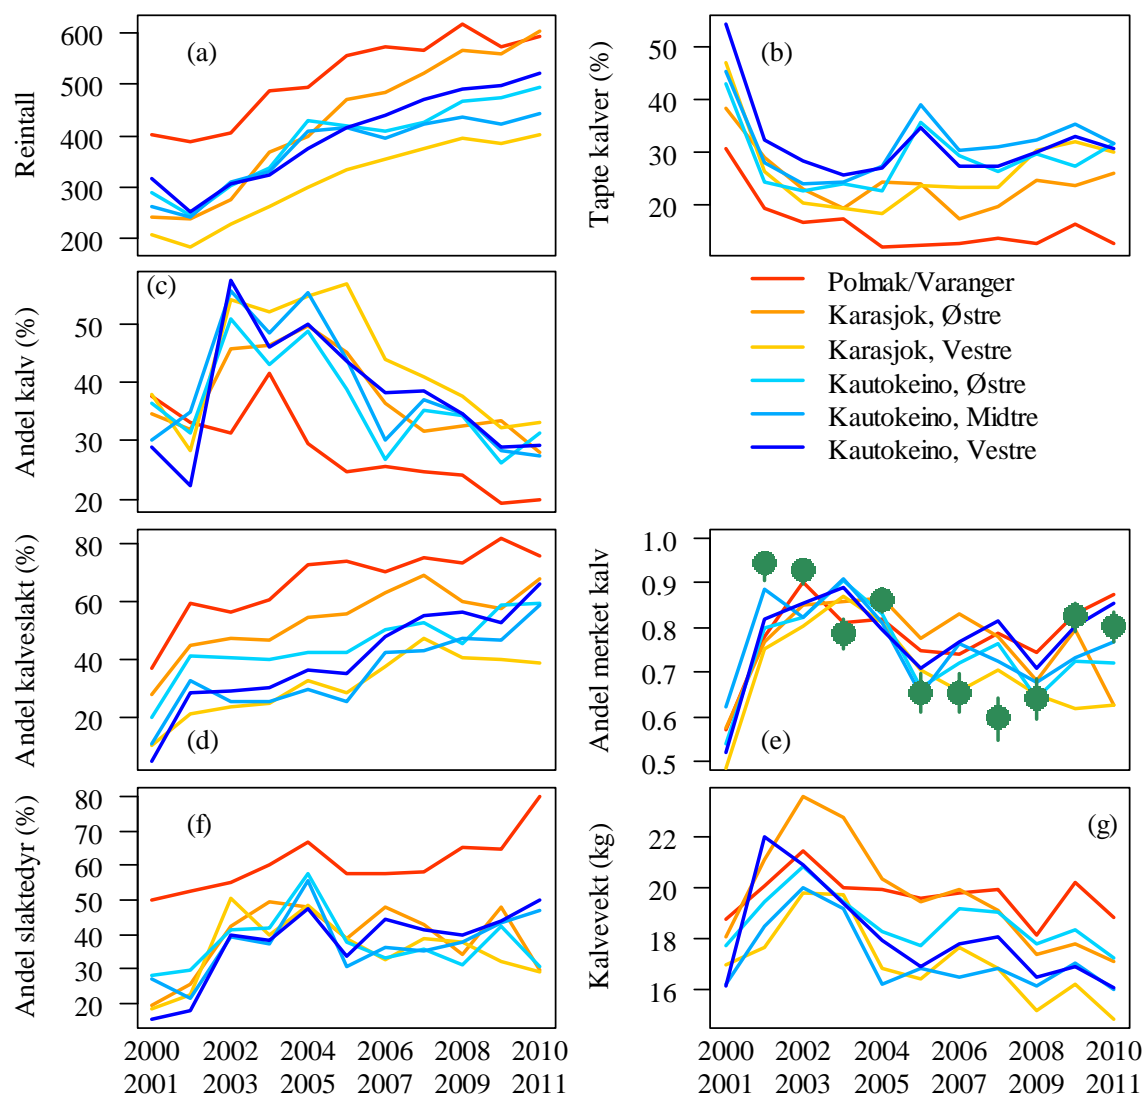 (a)
Reintall
600
500
400
300
200
(b)
Tapte kalver (%)
50
40
30
20
(c)
Andel kalv (%)
50
40
30
20
Polmak/Varanger
Karasjok, Østre
Karasjok, Vestre
Kautokeino, Østre
Kautokeino, Midtre
Kautokeino, Vestre
(d)
Andel kalveslakt (%)
80
60
40
20
(e)
Andel merket kalv
1.0
0.9
0.8
0.7
0.6
0.5
(f)
Andel slaktedyr (%)
80
70
60
50
40
30
20
(g)
Kalvevekt (kg)
22
20
18
16
2000 2002 2004 2006 2008 2010
2001 2003 2005 2007 2009 2011
2000 2002 2004 2006 2008 2010
2001 2003 2005 2007 2009 2011